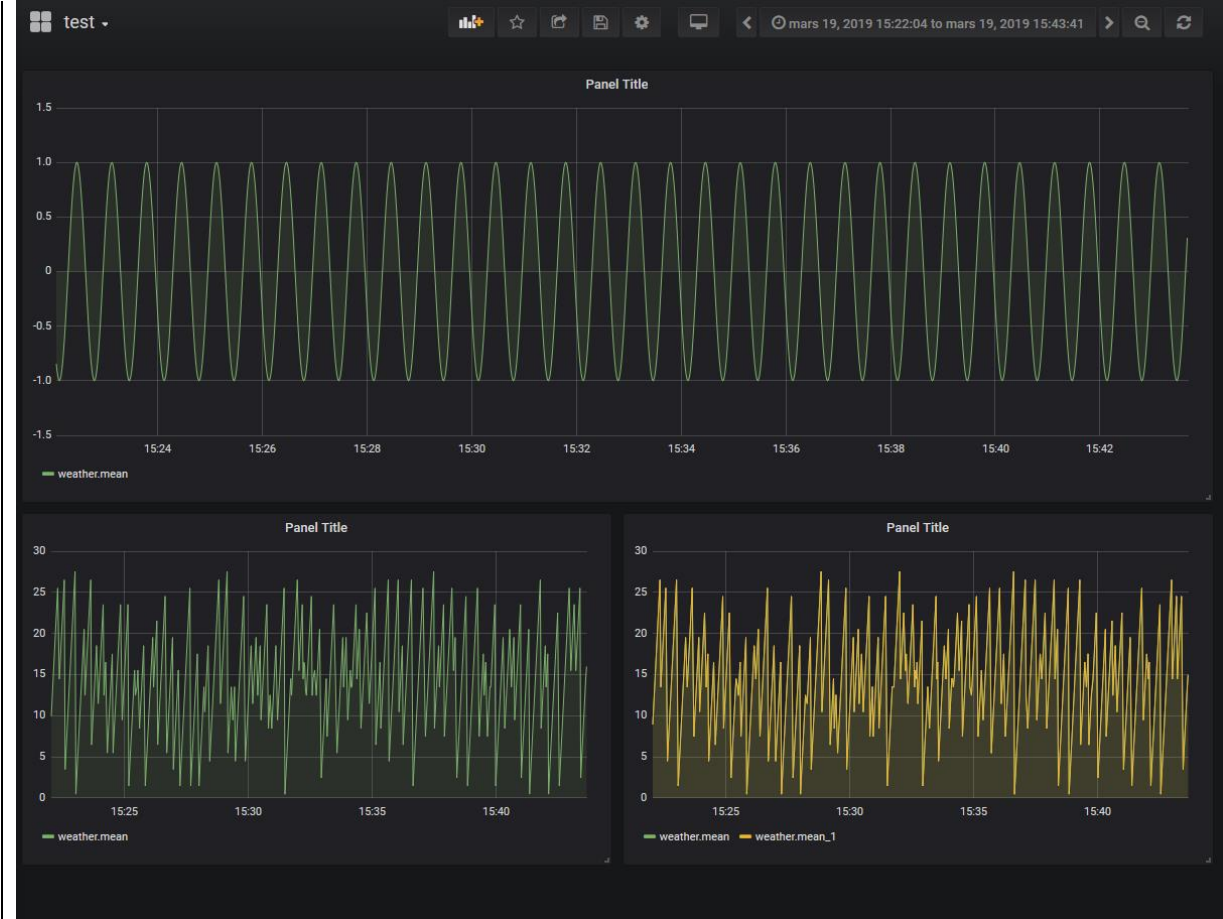 test
mars 19, 2019 15:22:04 to mars 19, 2019 15:43:41
Panel Title
1.5
1.0
0.5
0
-0.5
-1.0
-1.5
15:24 15:26 15:28 15:30 15:32 15:34 15:36 15:38 15:40 15:42
weather.mean
Panel Title
30
25
20
15
10
5
0
15:25 15:30 15:35 15:40
weather.mean
Panel Title
30
25
20
15
10
5
0
15:25 15:30 15:35 15:40
weather.mean weather.mean_1